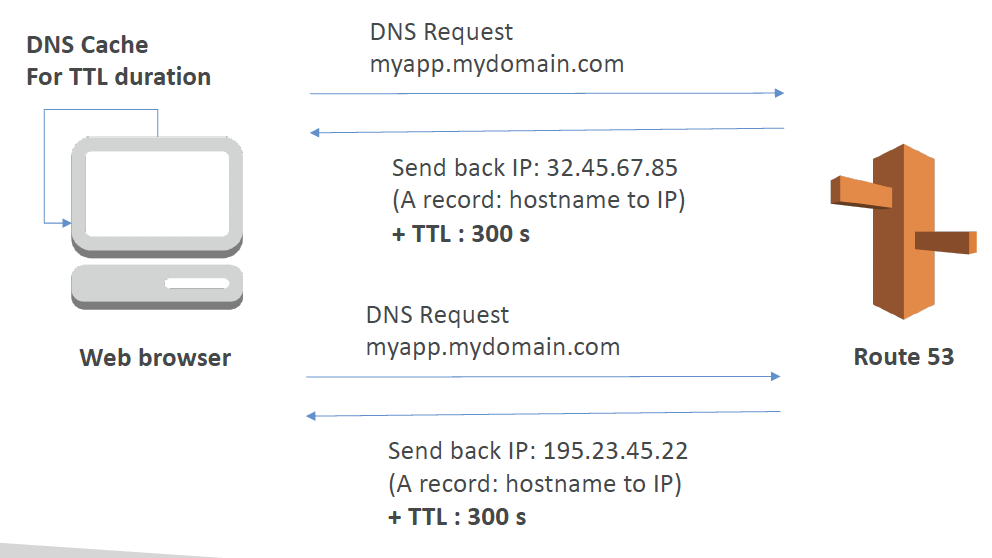 DNS Cache
For TTL duration
DNS Request
myapp.mydomain.com
Send back IP: 32.45.67.85
(A record: hostname to IP)
+ TTL : 300 s
Web browser
DNS Request
myapp.mydomain.com
Route 53
Send back IP: 195.23.45.22
(A record: hostname to IP)
+ TTL : 300 s